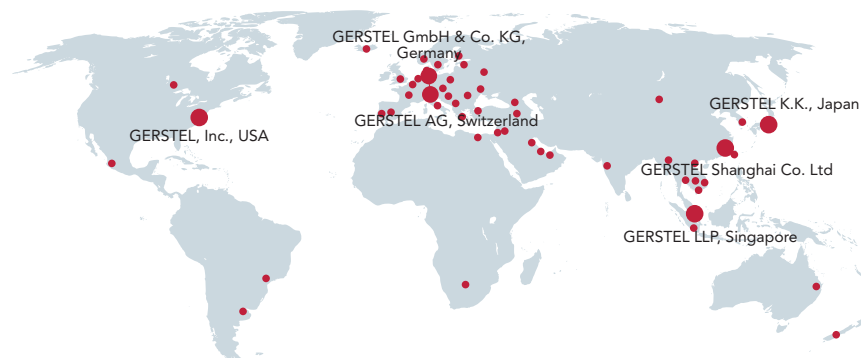 GERSTEL GmbH & Co. KG,
Germany
GERSTEL K.K., Japan
GERSTEL AG, Switzerland
GERSTEL, Inc., USA
GERSTEL Shanghai Co. Ltd
GERSTEL LLP, Singapore